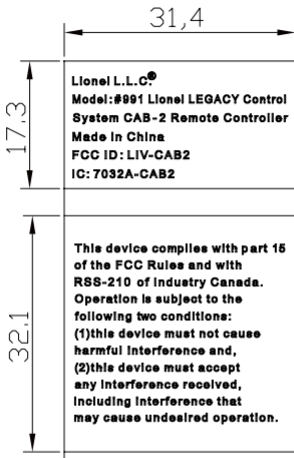 31,4
17.3
Lionel L.L.C.®
Model:#991 Lionel LEGACY Control
System CAB-2 Remote Controller
Made in China
FCC ID: LIV-CAB2
IC: 7032A-CAB2
32.1
This device complies with part 15
of the FCC Rules and with
RSS-210 of Industry Canada.
Operation is subject to the
following two conditions:
(1)this device must not cause
harmful interference and,
(2)this device must accept
any interference received,
including interference that
may cause undesired operation.